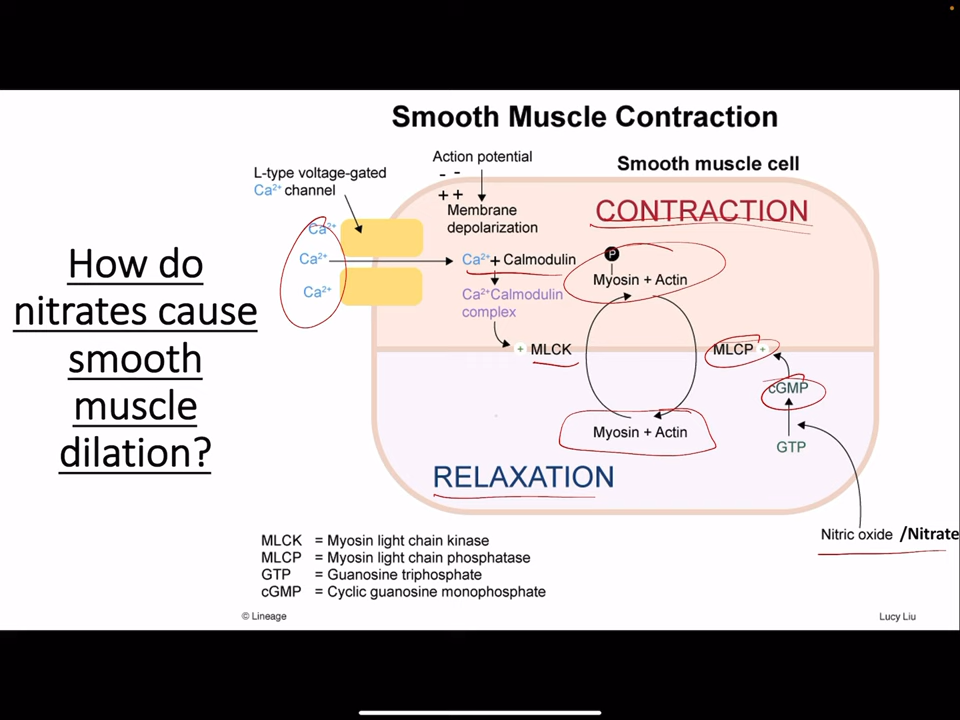 Smooth Muscle Contraction
How do
nitrates cause
smooth
muscle
dilation?
L-type voltage-gated
Ca²⁺ channel
Action potential
- -
++
Membrane
depolarization
Smooth muscle cell
CONTRACTION
Ca²⁺
Ca²⁺
Ca²⁺
Ca²⁺+ Calmodulin
Ca²⁺Calmodulin
complex
+ MLCK
P
Myosin + Actin
MLCP +
cGMP
GTP
Myosin + Actin
RELAXATION
Nitric oxide /Nitrate
MLCK = Myosin light chain kinase
MLCP = Myosin light chain phosphatase
GTP = Guanosine triphosphate
cGMP = Cyclic guanosine monophosphate
© Lineage
Lucy Liu